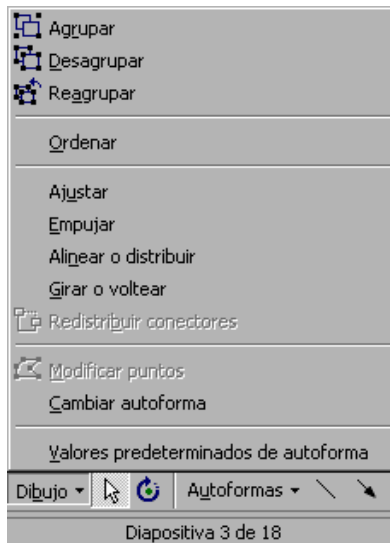 Agrupar
Desagrupar
Reagrupar
Ordenar
Ajustar
Empujar
Alinear o distribuir
Girar o voltear
Redistribuir conectores
Modificar puntos
Cambiar autoforma
Valores predeterminados de autoforma
Dibujo Autoformas
Diapositiva 3 de 18